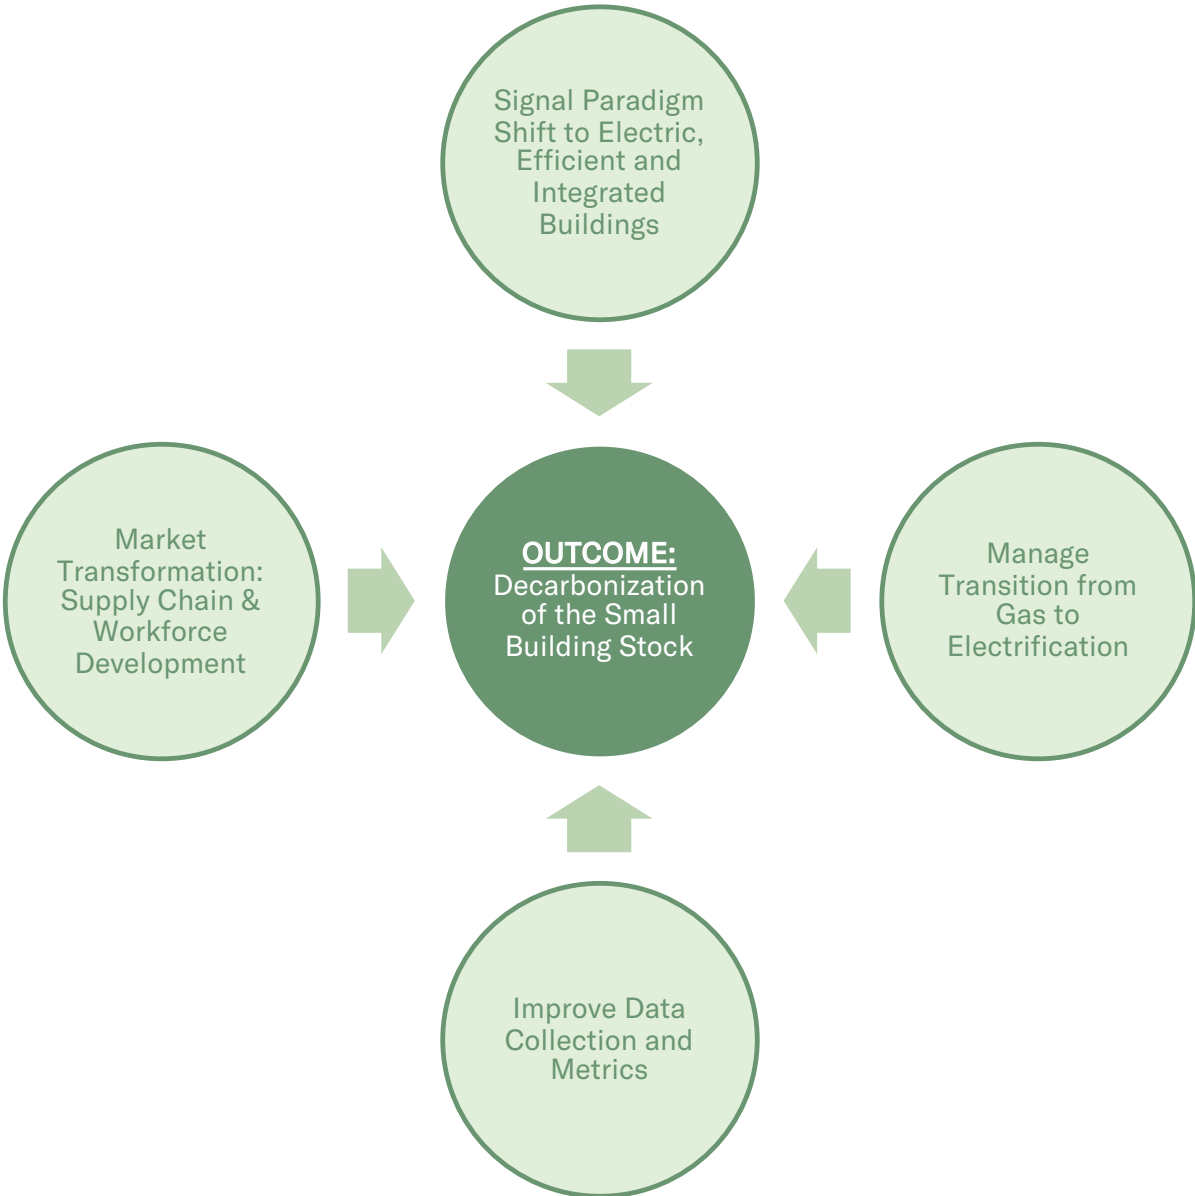 Signal Paradigm
Shift to Electric,
Efficient and
Integrated
Buildings
Market
Transformation:
Supply Chain &
Workforce
Development
OUTCOME:
Decarbonization
of the Small
Building Stock
Manage
Transition from
Gas to
Electrification
Improve Data
Collection and
Metrics